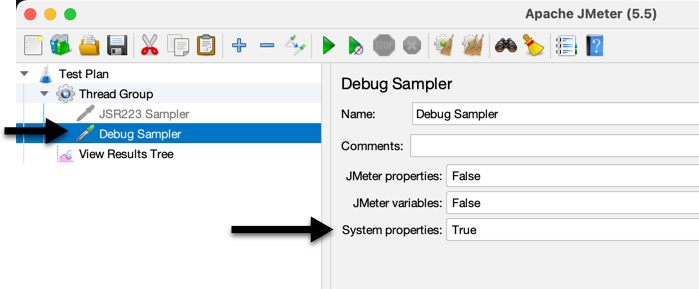 Apache JMeter (5.5)
Test Plan
Thread Group
JSR223 Sampler
Debug Sampler
View Results Tree
Debug Sampler
Name: Debug Sampler
Comments:
JMeter properties: False
JMeter variables: False
System properties: True